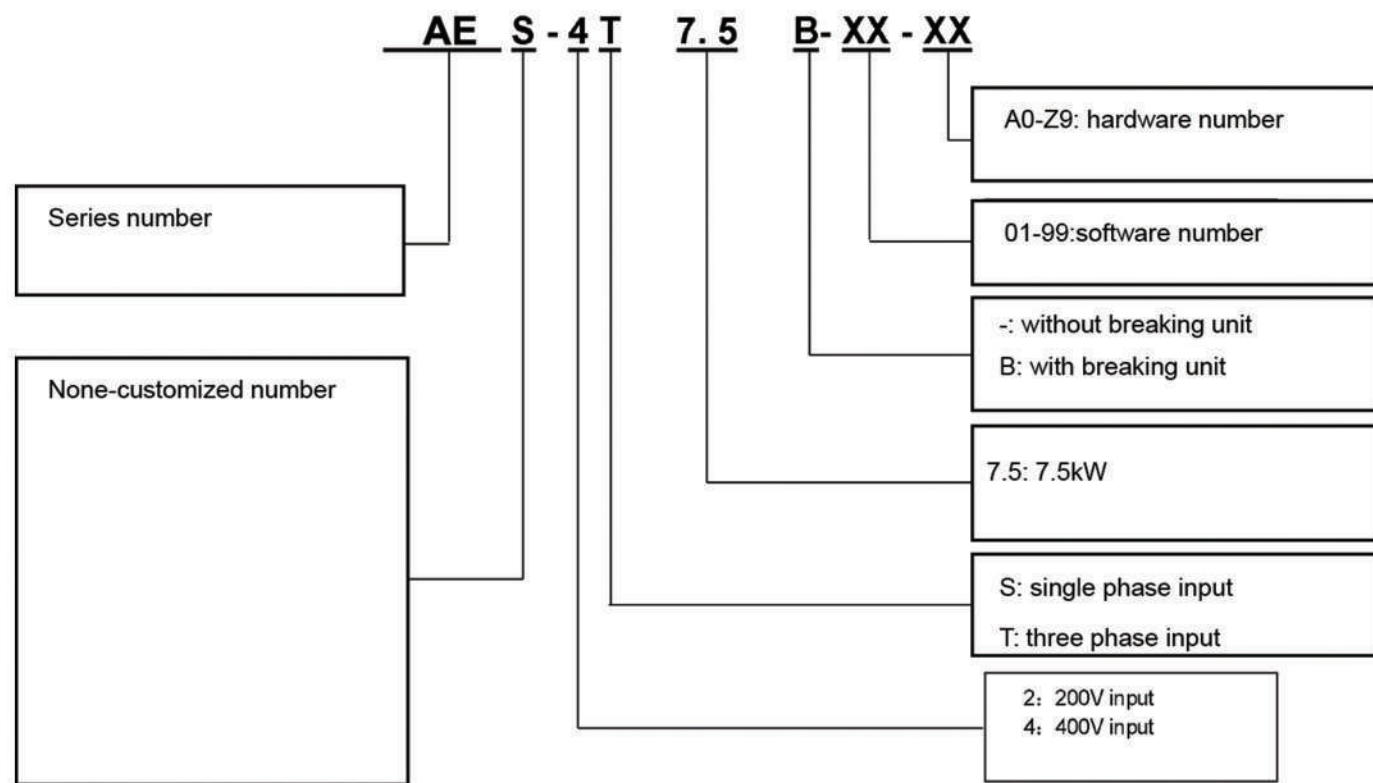 AE S - 4 T 7. 5 B- XX - XX
A0-Z9: hardware number
Series number
01-99:software number
-: without breaking unit
B: with breaking unit
None-customized number
7.5: 7.5kW
S: single phase input
T: three phase input
2: 200V input
4: 400V input